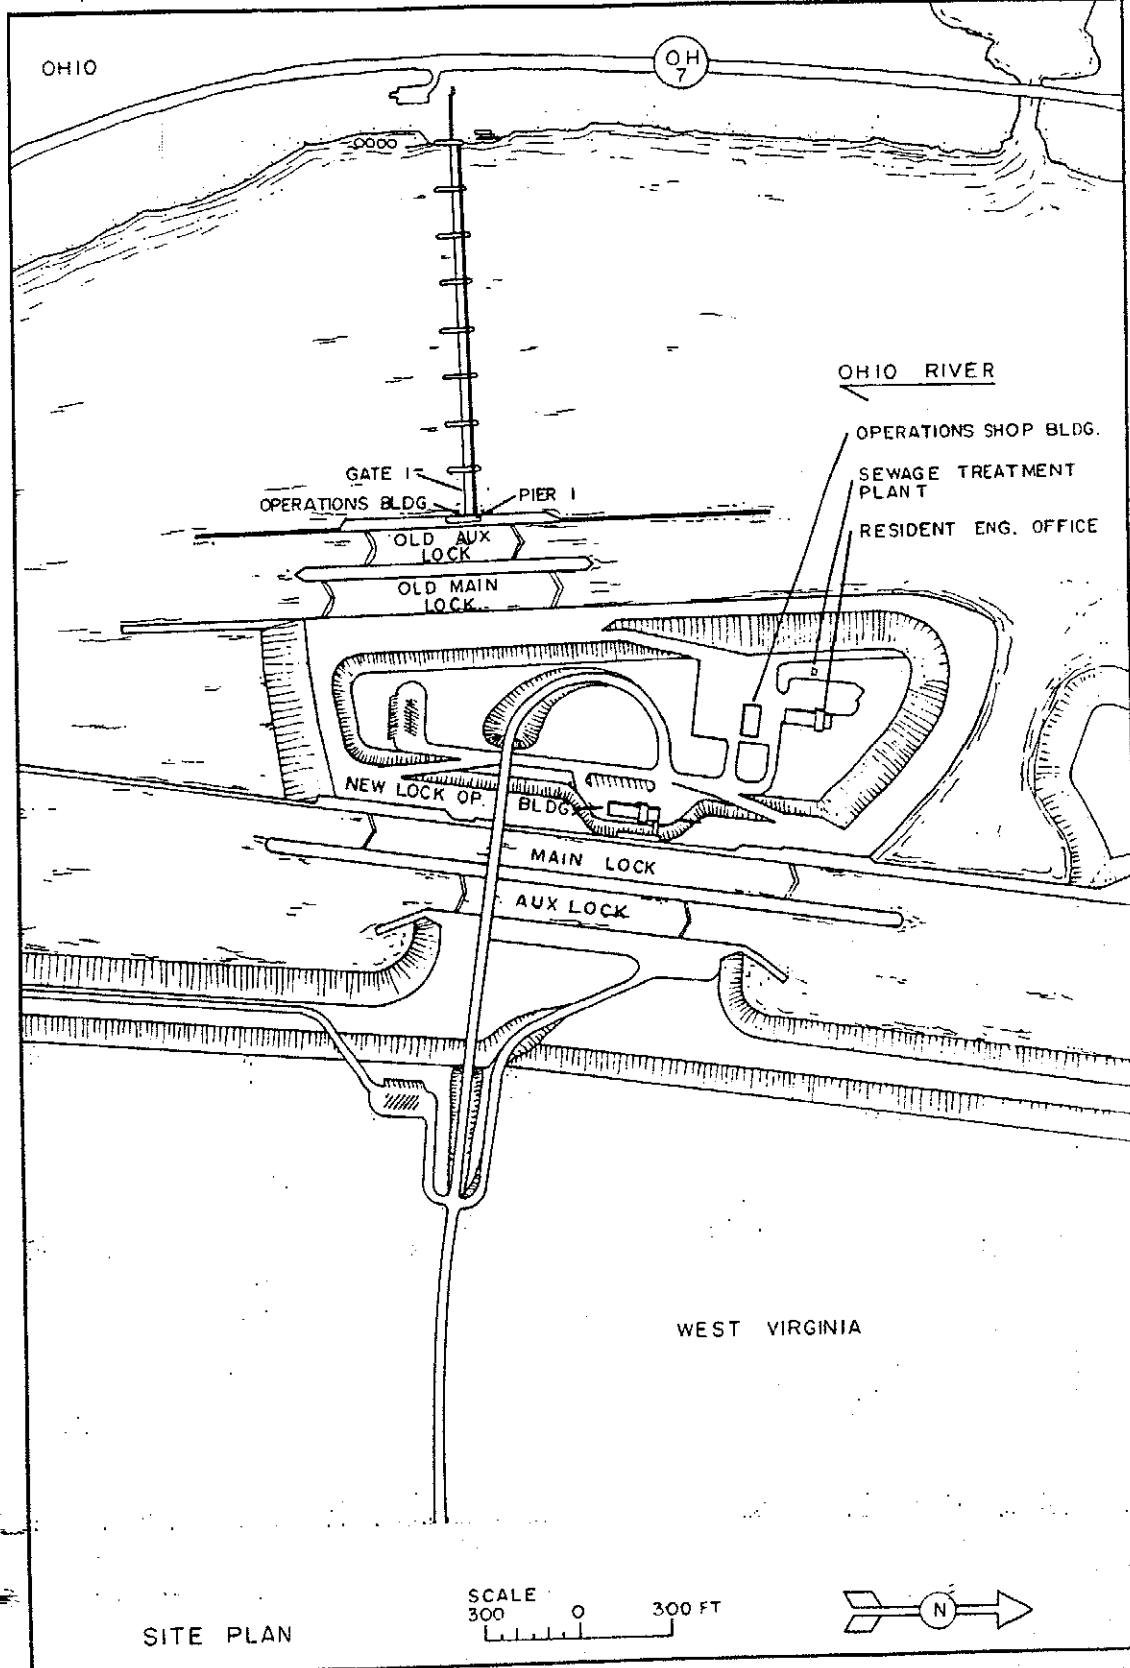 OHIO
OH
7
OHIO RIVER
OPERATIONS SHOP BLDG.
SEWAGE TREATMENT
PLANT
RESIDENT ENG. OFFICE
GATE 1
OPERATIONS BLDG
PIER 1
OLD AUX
LOCK
OLD MAIN
LOCK
NEW LOCK OP. BLDG.
MAIN LOCK
AUX LOCK
WEST VIRGINIA
SCALE
300 0 300 FT
N
SITE PLAN